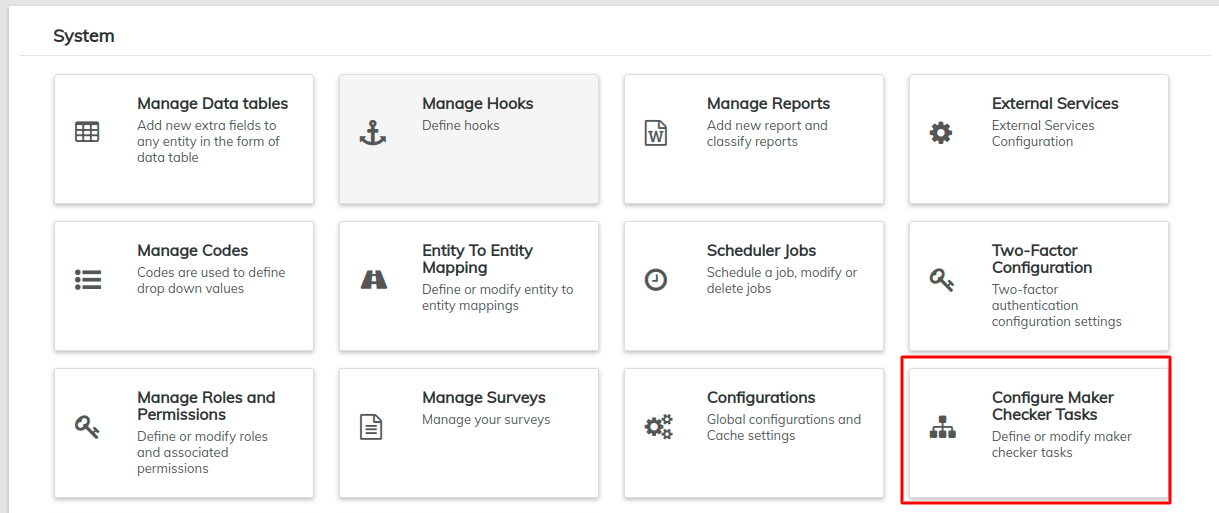 System
Manage Data tables
Add new extra fields to
any entity in the form of
data table
Manage Hooks
Define hooks
Manage Reports
Add new report and
classify reports
External Services
External Services
Configuration
Manage Codes
Codes are used to define
drop down values
Entity To Entity
Mapping
Define or modify entity to
entity mappings
Scheduler Jobs
Schedule a job, modify or
delete jobs
Two-Factor
Configuration
Two-factor
authentication
configuration settings
Manage Roles and
Permissions
Define or modify roles
and associated
permissions
Manage Surveys
Manage your surveys
Configurations
Global configurations and
Cache settings
Configure Maker
Checker Tasks
Define or modify maker
checker tasks